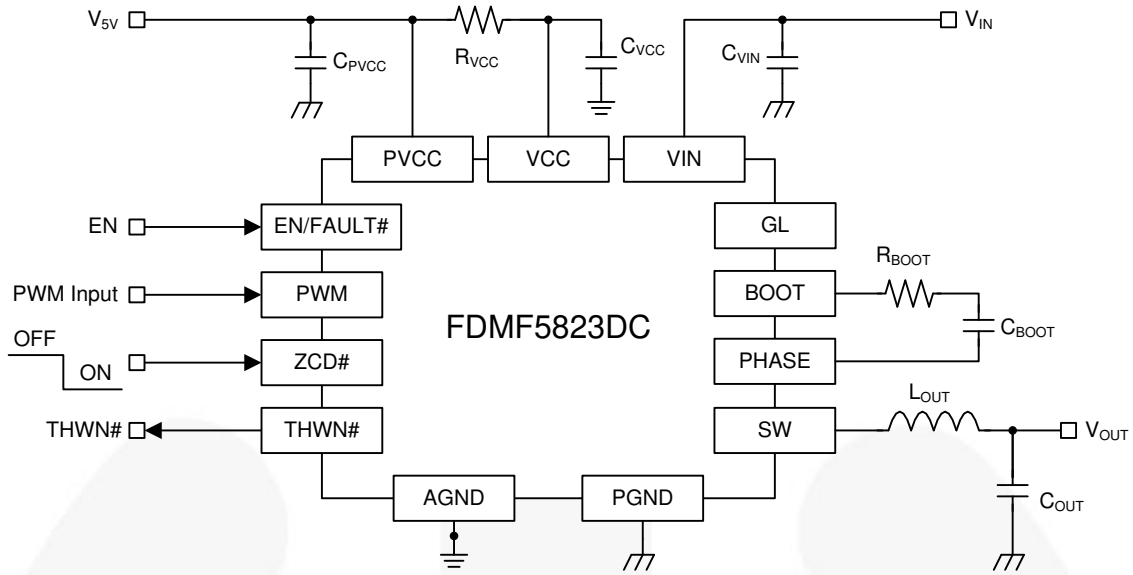 V5V
CPVCC
RVCC
CVCC
CVIN
VIN
PVCC
VCC
VIN
EN
EN/FAULT#
GL
PWM Input
PWM
BOOT
RBOOT
CBOOT
FDMF5823DC
OFF
ON
ZCD#
PHASE
THWN#
THWN#
SW
LOUT
VOUT
COUT
AGND
PGND